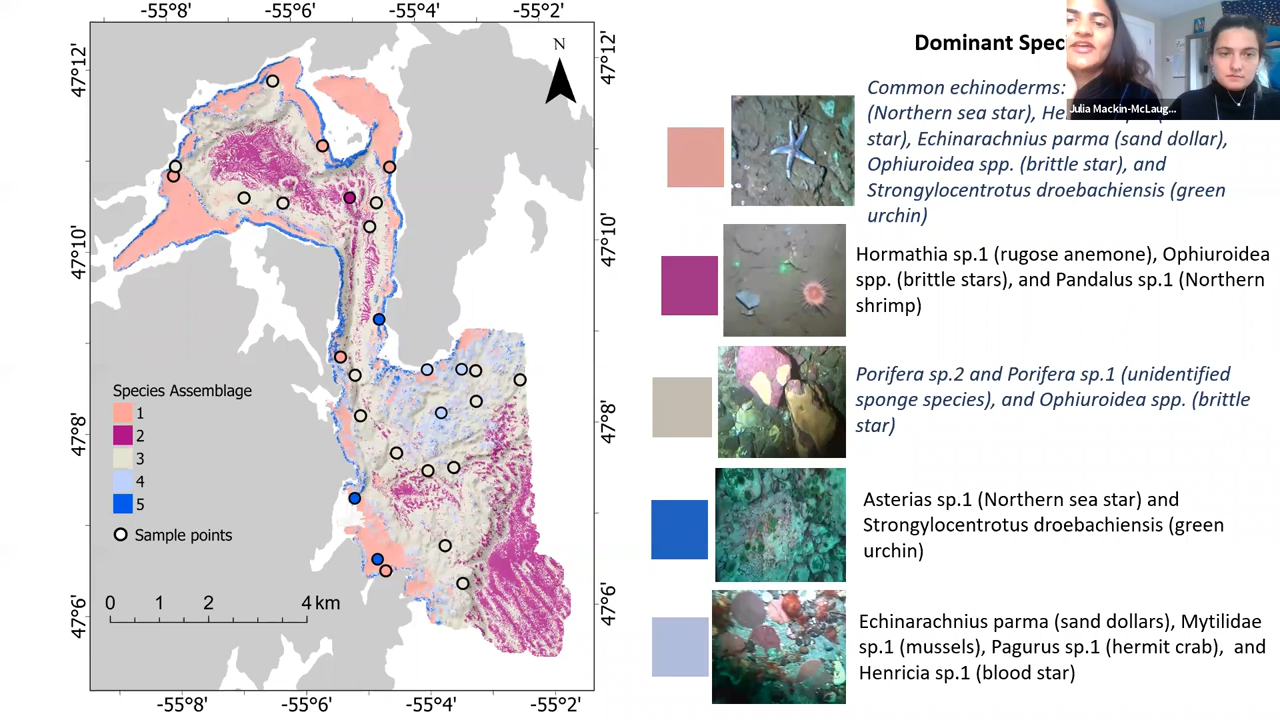 -55°8' -55°6' -55°4' -55°2'
47°12'
47°10'
47°8'
47°6'
N
47°12'
47°10'
47°8'
47°6'
Species Assemblage
1
2
3
4
5
Sample points
0 1 2 4 km
-55°8' -55°6' -55°4' -55°2'
Dominant Spec
Julia Mackin-McLaug...
Common echinoderms:
(Northern sea star), He
star), Echinarachnius parma (sand dollar),
Ophiuroidea spp. (brittle star), and
Strongylocentrotus droebachiensis (green
urchin)
Hormathia sp.1 (rugose anemone), Ophiuroidea
spp. (brittle stars), and Pandalus sp.1 (Northern
shrimp)
Porifera sp.2 and Porifera sp.1 (unidentified
sponge species), and Ophiuroidea spp. (brittle
star)
Asterias sp.1 (Northern sea star) and
Strongylocentrotus droebachiensis (green
urchin)
Echinarachnius parma (sand dollars), Mytilidae
sp.1 (mussels), Pagurus sp.1 (hermit crab), and
Henricia sp.1 (blood star)